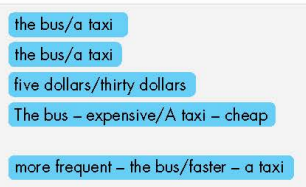 the bus/a taxi
the bus/a taxi
five dollars/thirty dollars
The bus – expensive/A taxi – cheap
more frequent – the bus/faster – a taxi